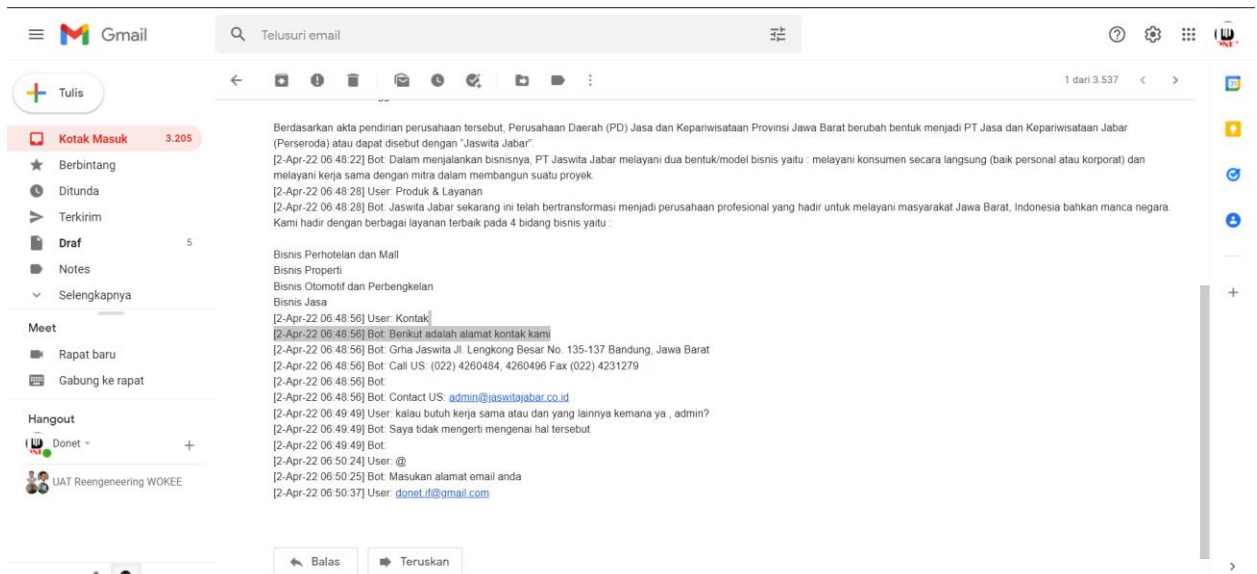 Gmail
Telusuri email
Tulis
1 dari 3.537
Kotak Masuk 3.205
Berbintang
Ditunda
Terkirim
Draf 5
Notes
Selengkapnya
Meet
Rapat baru
Gabung ke rapat
Hangout
Donet
UAT Reengeneering WOKEE
Berdasarkan akta pendirian perusahaan tersebut, Perusahaan Daerah (PD) Jasa dan Kepariwisataan Provinsi Jawa Barat berubah bentuk menjadi PT Jasa dan Kepariwisataan Jabar
(Perseroda) atau dapat disebut dengan "Jaswita Jabar".
[2-Apr-22 06:48:22] Bot: Dalam menjalankan bisnisnya, PT Jaswita Jabar melayani dua bentuk/model bisnis yaitu : melayani konsumen secara langsung (baik personal atau korporat) dan
melayani kerja sama dengan mitra dalam membangun suatu proyek.
[2-Apr-22 06:48:28] User: Produk & Layanan
[2-Apr-22 06:48:28] Bot: Jaswita Jabar sekarang ini telah bertransformasi menjadi perusahaan profesional yang hadir untuk melayani masyarakat Jawa Barat, Indonesia bahkan manca negara.
Kami hadir dengan berbagai layanan terbaik pada 4 bidang bisnis yaitu :
Bisnis Perhotelan dan Mall
Bisnis Properti
Bisnis Otomotif dan Perbengkelan
Bisnis Jasa
[2-Apr-22 06:48:56] User: Kontak
[2-Apr-22 06:48:56] Bot: Berikut adalah alamat kontak kami
[2-Apr-22 06:48:56] Bot: Grha Jaswita Jl. Lengkong Besar No. 135-137 Bandung, Jawa Barat
[2-Apr-22 06:48:56] Bot: Call US: (022) 4260484, 4260496 Fax (022) 4231279
[2-Apr-22 06:48:56] Bot:
[2-Apr-22 06:48:56] Bot: Contact US: admin@jaswitajabar.co.id
[2-Apr-22 06:49:49] User: kalau butuh kerja sama atau dan yang lainnya kemana ya , admin?
[2-Apr-22 06:49:49] Bot: Saya tidak mengerti mengenai hal tersebut
[2-Apr-22 06:49:49] Bot:
[2-Apr-22 06:50:24] User: @
[2-Apr-22 06:50:25] Bot: Masukan alamat email anda
[2-Apr-22 06:50:37] User: donet.if@gmail.com
Balas
Teruskan